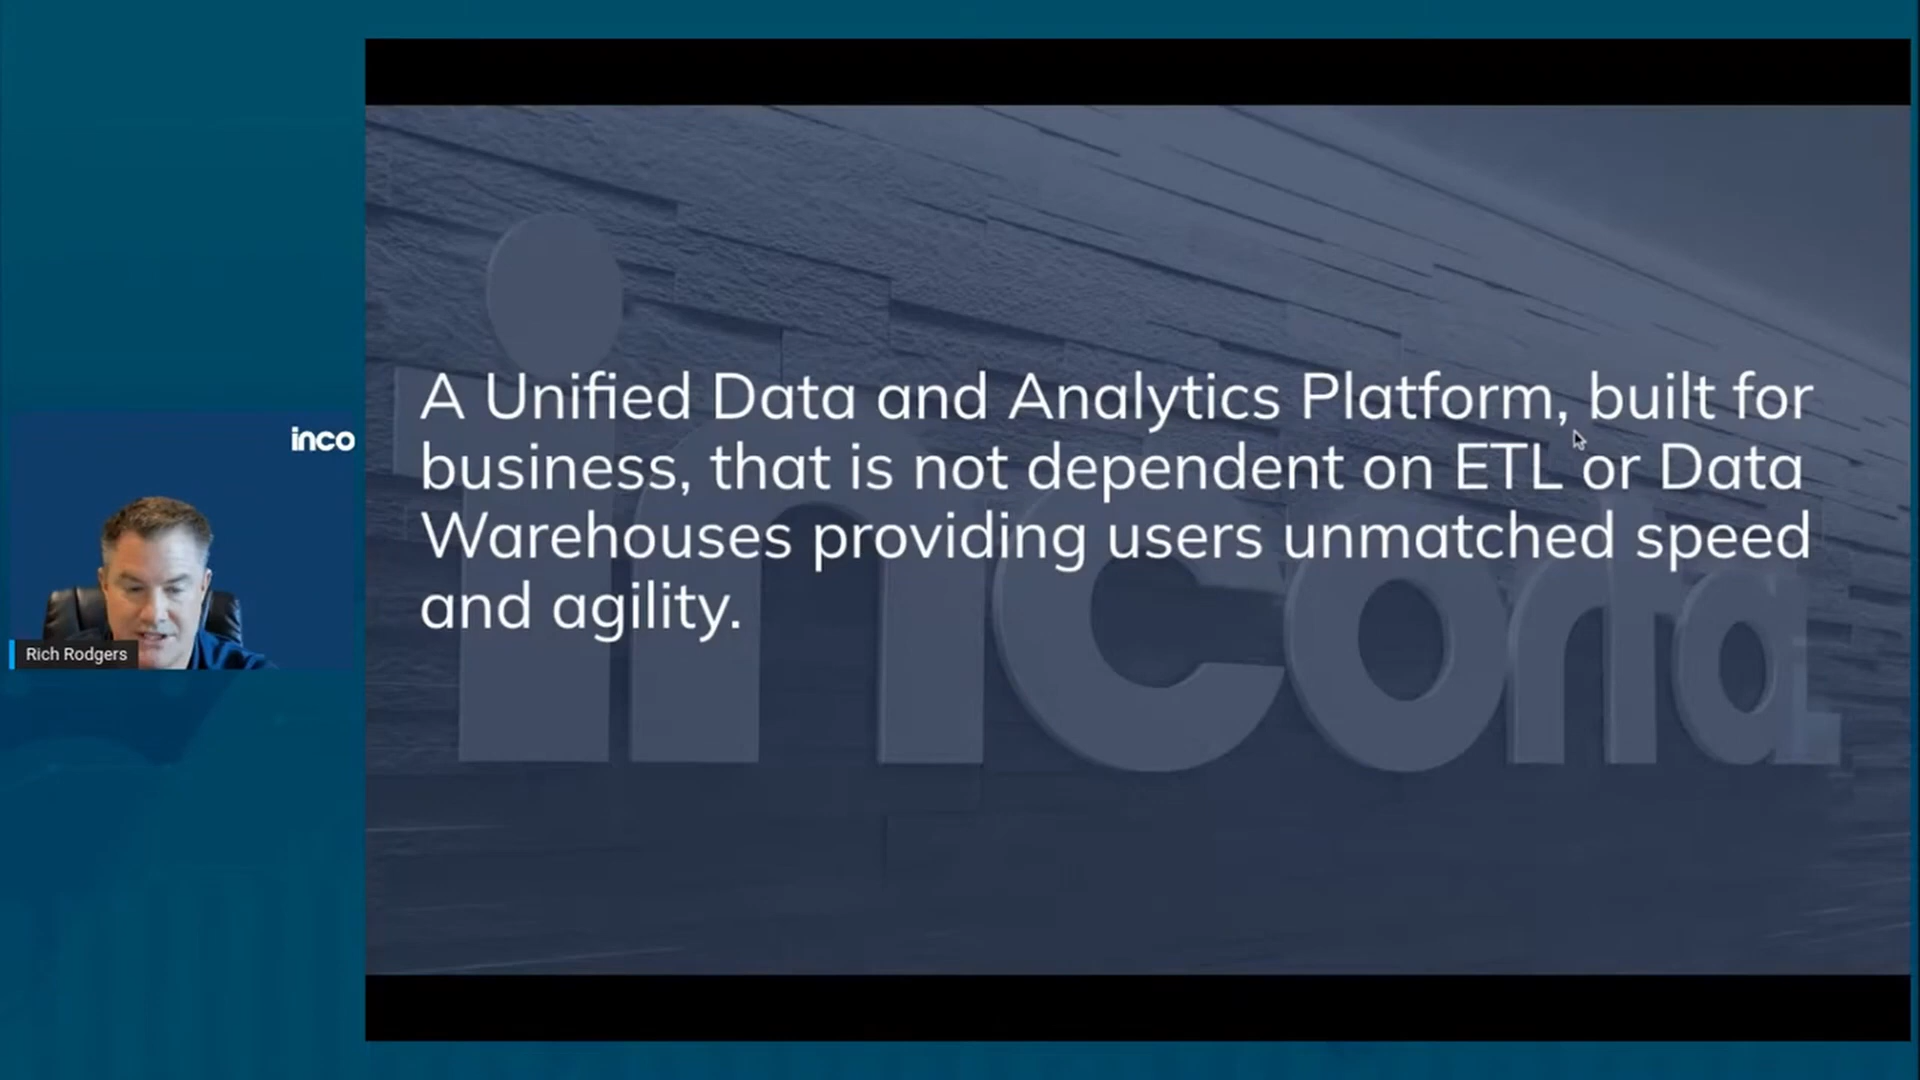 A Unified Data and Analytics Platform, built for
business, that is not dependent on ETL or Data
Warehouses providing users unmatched speed
and agility.
incorta
inco
Rich Rodgers